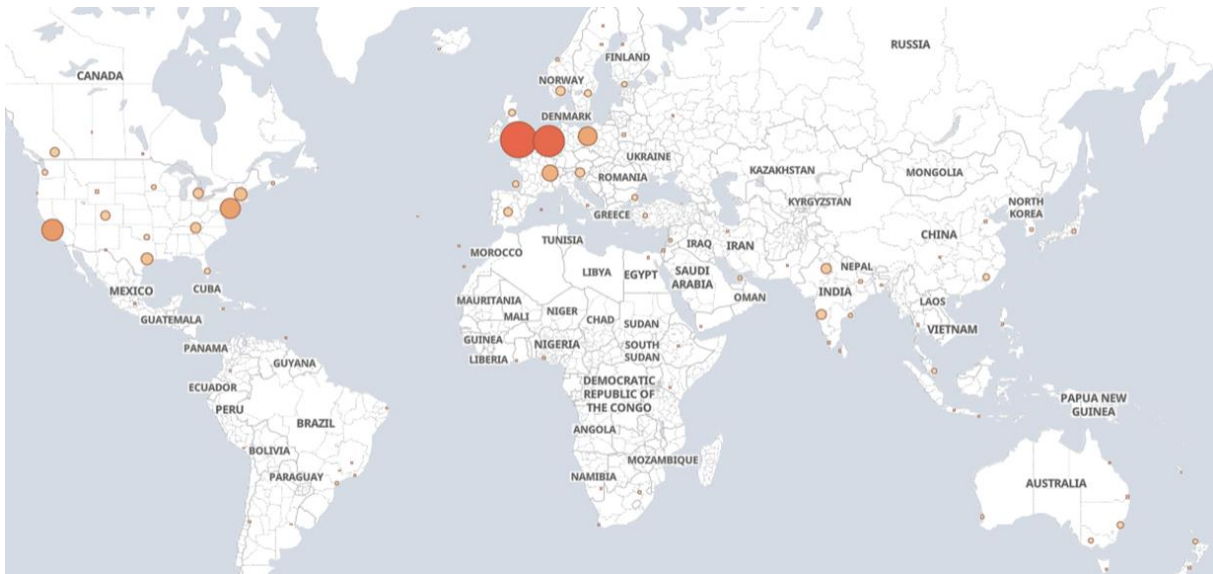 RUSSIA
CANADA
FINLAND
NORWAY
DENMARK
UKRAINE
KAZAKHSTAN
MONGOLIA
ROMANIA
KYRGYZSTAN
NORTH
KOREA
GREECE
CHINA
TUNISIA
IRAQ
IRAN
MOROCCO
NEPAL
LIBYA
EGYPT
SAUDI
ARABIA
CUBA
MEXICO
INDIA
OMAN
MAURITANIA
LAOS
NIGER
MALI
CHAD
SUDAN
GUATEMALA
VIETNAM
GUINEA
NIGERIA
SOUTH
SUDAN
PANAMA
LIBERIA
GUYANA
DEMOCRATIC
REPUBLIC OF
THE CONGO
ECUADOR
PERU
PAPUA NEW
GUINEA
BRAZIL
ANGOLA
BOLIVIA
MOZAMBIQUE
PARAGUAY
NAMIBIA
AUSTRALIA